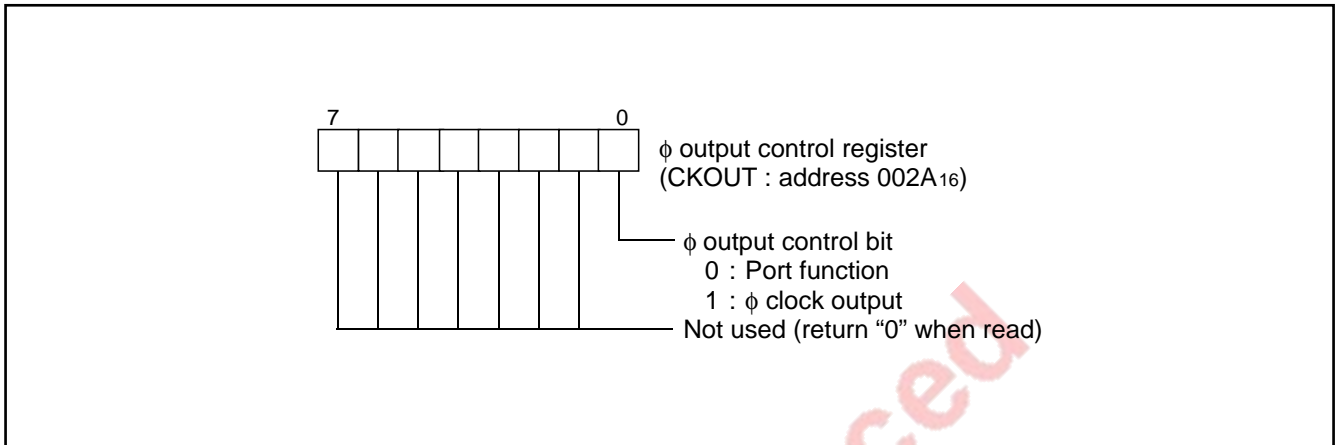 7 0
ϕ output control register
(CKOUT : address 002A16)
ϕ output control bit
0 : Port function
1 : ϕ clock output
Not used (return “0” when read)